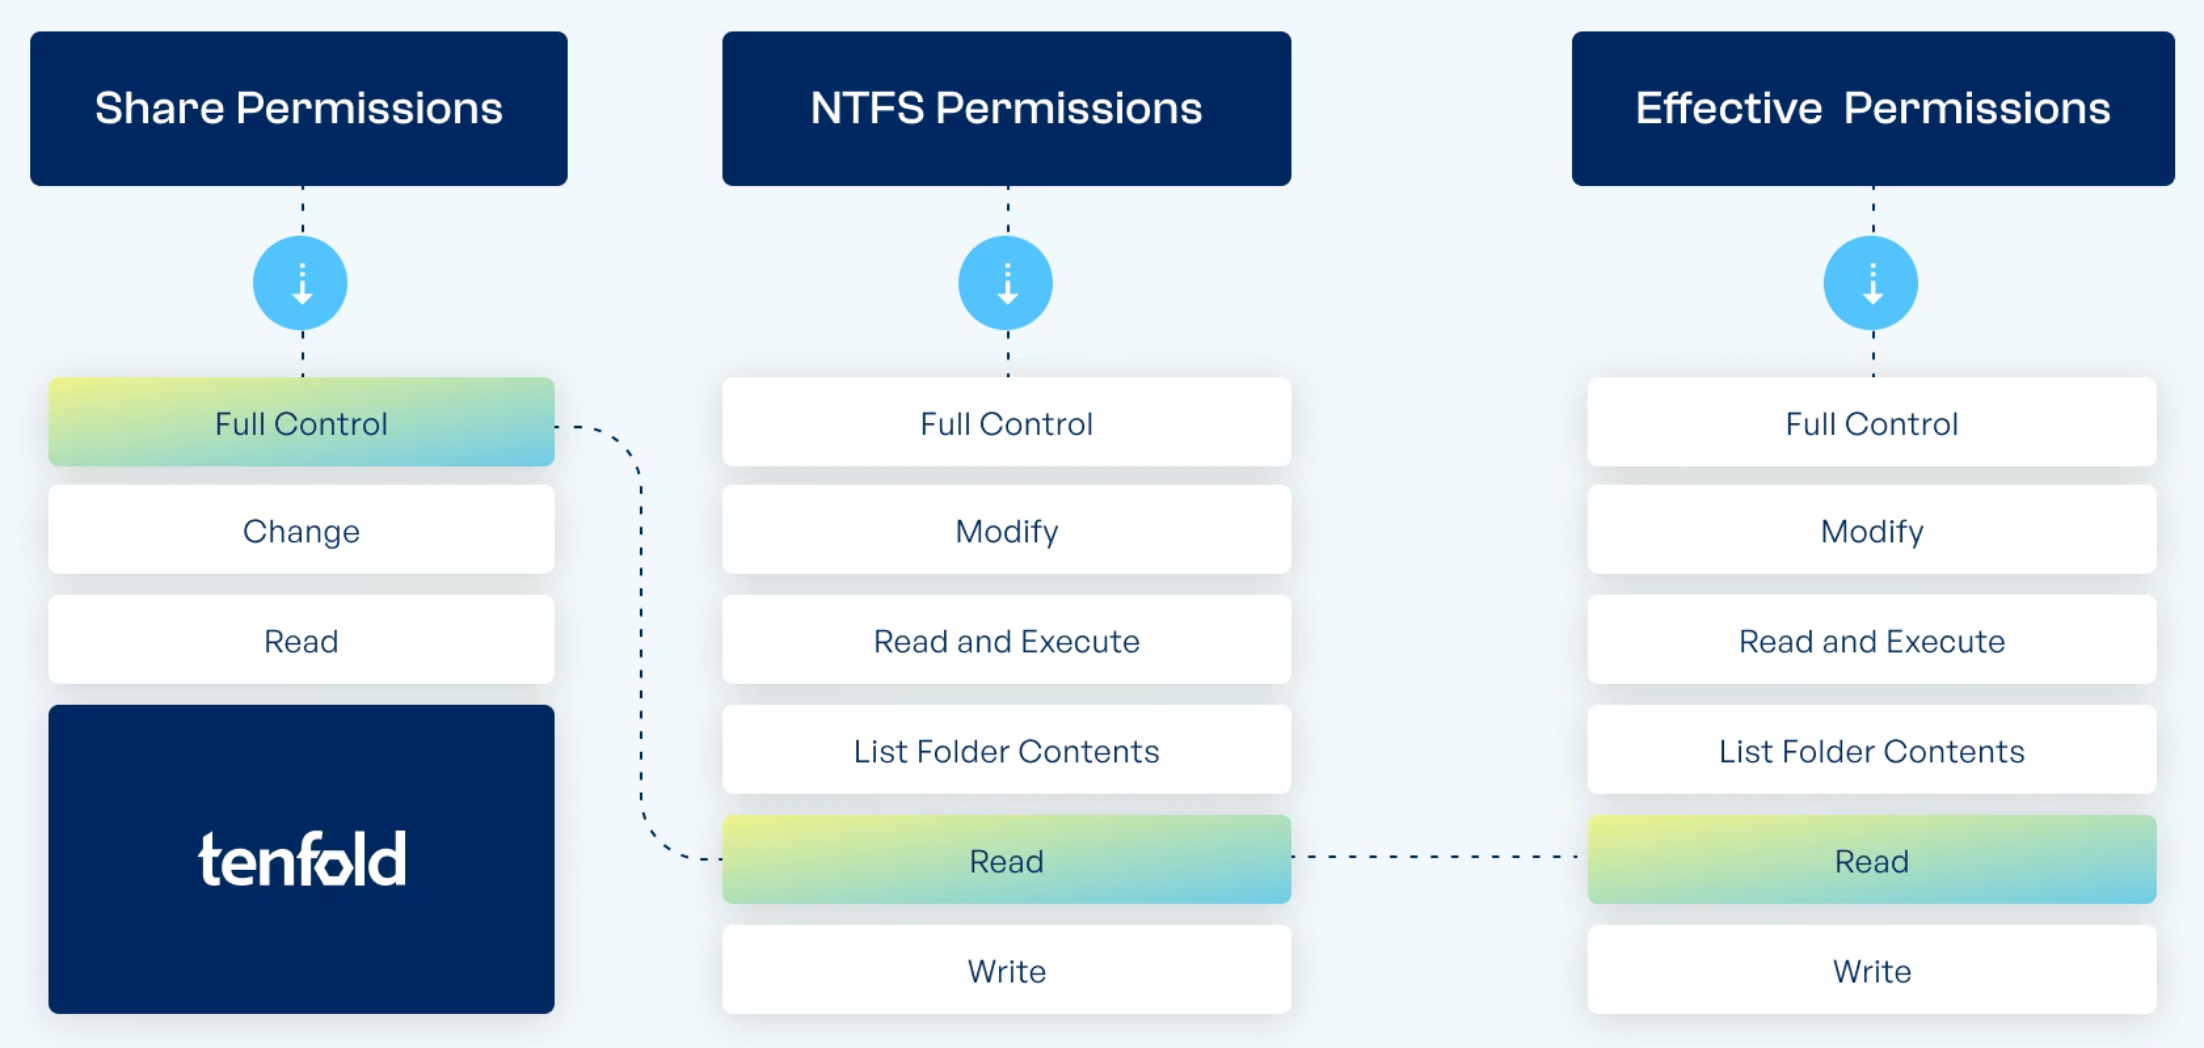 Share Permissions
Full Control
Change
Read
tenfold
NTFS Permissions
Full Control
Modify
Read and Execute
List Folder Contents
Read
Write
Effective Permissions
Full Control
Modify
Read and Execute
List Folder Contents
Read
Write